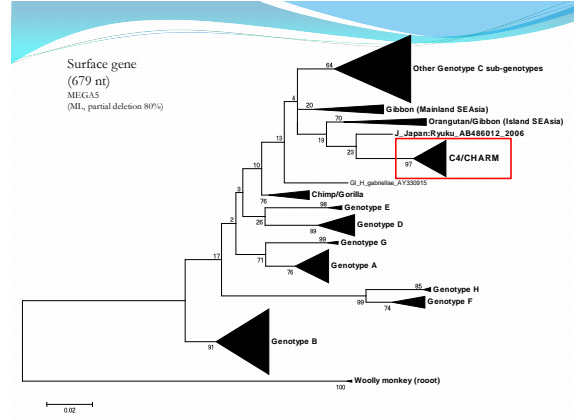 Surface gene
(679 nt)
MEGA5
(ML, partial deletion 80%)
64
Other Genotype C sub-genotypes
4
20
Gibbon (Mainland SEAsia)
70
Orangutan/Gibbon (Island SEAsia)
13
19
J_Japan:Ryuku_AB486012_2006
23
97
C4/CHARM
10
GI_H_gabriellae_AY330915
76
Chimp/Gorilla
3
98
Genotype E
26
89
Genotype D
2
99
Genotype G
71
76
Genotype A
17
85
Genotype H
99
74
Genotype F
91
Genotype B
100
Woolly monkey (rooot)
0.02